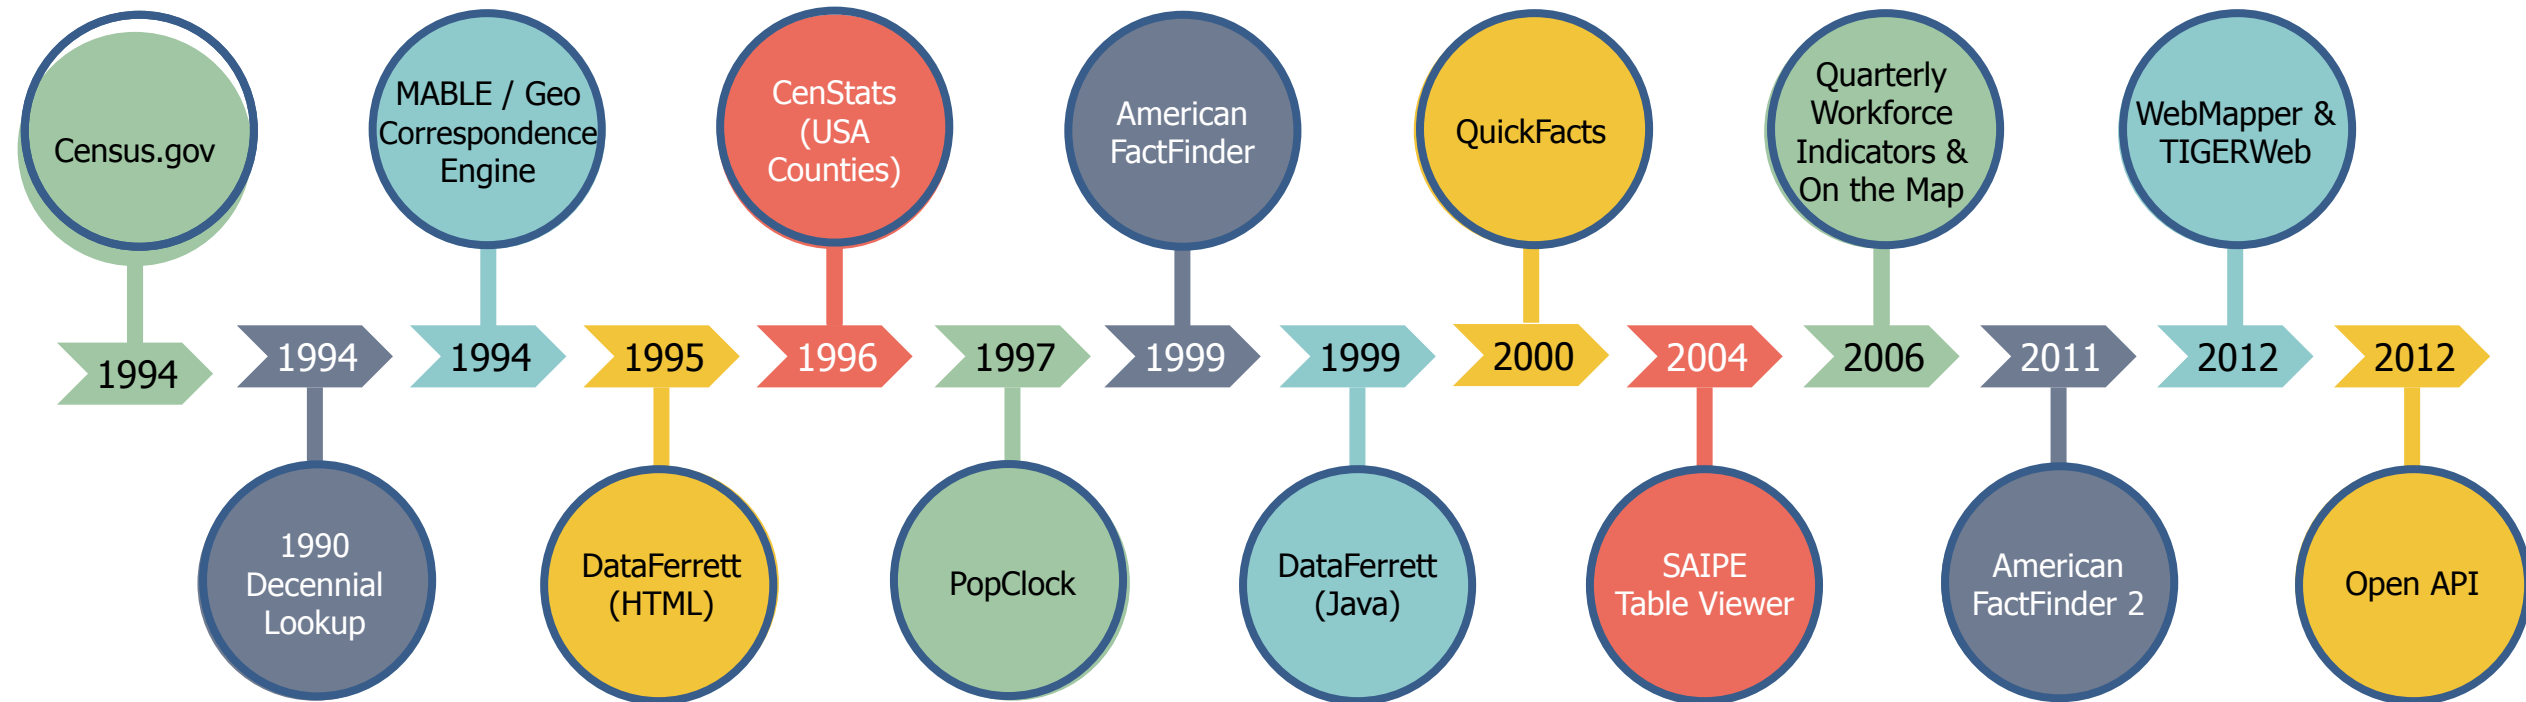 Census.gov
MABLE / Geo
Correspondence
Engine
CenStats
(USA
Counties)
American
FactFinder
QuickFacts
Quarterly
Workforce
Indicators &
On the Map
WebMapper &
TIGERWeb
1994
1994
1994
1995
1996
1997
1999
1999
2000
2004
2006
2011
2012
2012
1990
Decennial
Lookup
DataFerrett
(HTML)
PopClock
DataFerrett
(Java)
SAIPE
Table Viewer
American
FactFinder 2
Open API